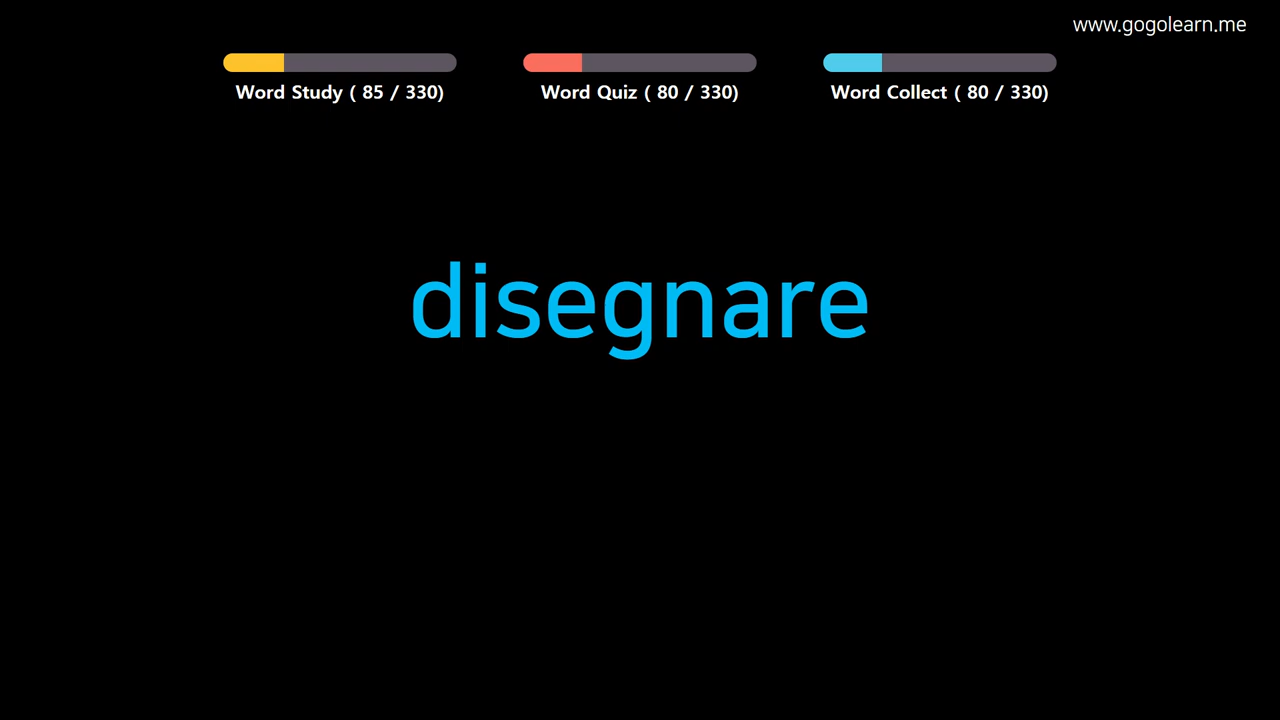 www.gogolearn.me
Word Study ( 85 / 330)
Word Quiz ( 80 / 330)
Word Collect ( 80 / 330)
disegnare